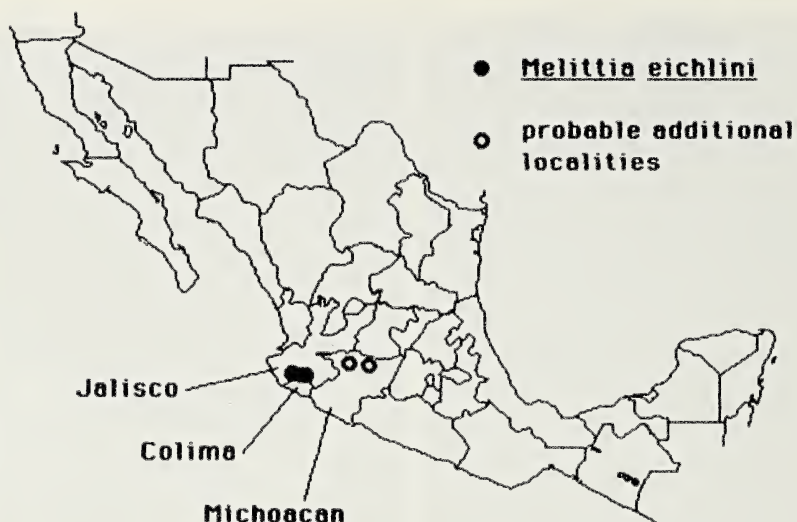 Melittia eichlini
probable additional
localities
Jalisco
Colima
Michoacan